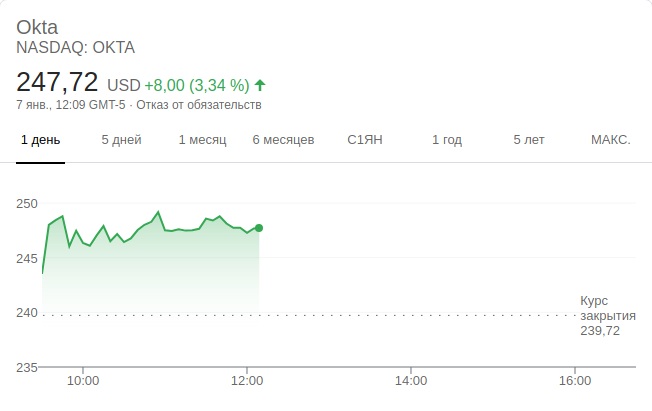 Okta
NASDAQ: OKTA
247,72 USD +8,00 (3,34 %)
7 янв., 12:09 GMT-5 · Отказ от обязательств
1 день 5 дней 1 месяц 6 месяцев С1ЯН 1 год 5 лет МАКС.
250
245
240
235
Курс
закрытия
239,72
10:00 12:00 14:00 16:00